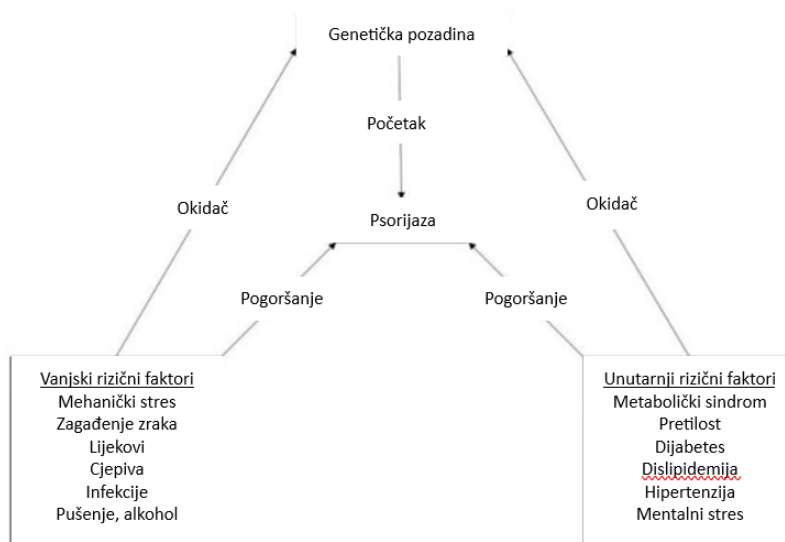 Genetička pozadina
Početak
Okidač
Okidač
Psorijaza
Pogoršanje
Pogoršanje
Vanjski rizični faktori
Mehanički stres
Zagađenje zraka
Lijekovi
Cjepiva
Infekcije
Pušenje, alkohol
Unutarnji rizični faktori
Metabolički sindrom
Pretilost
Dijabetes
Dislipidemija
Hipertenzija
Mentalni stres